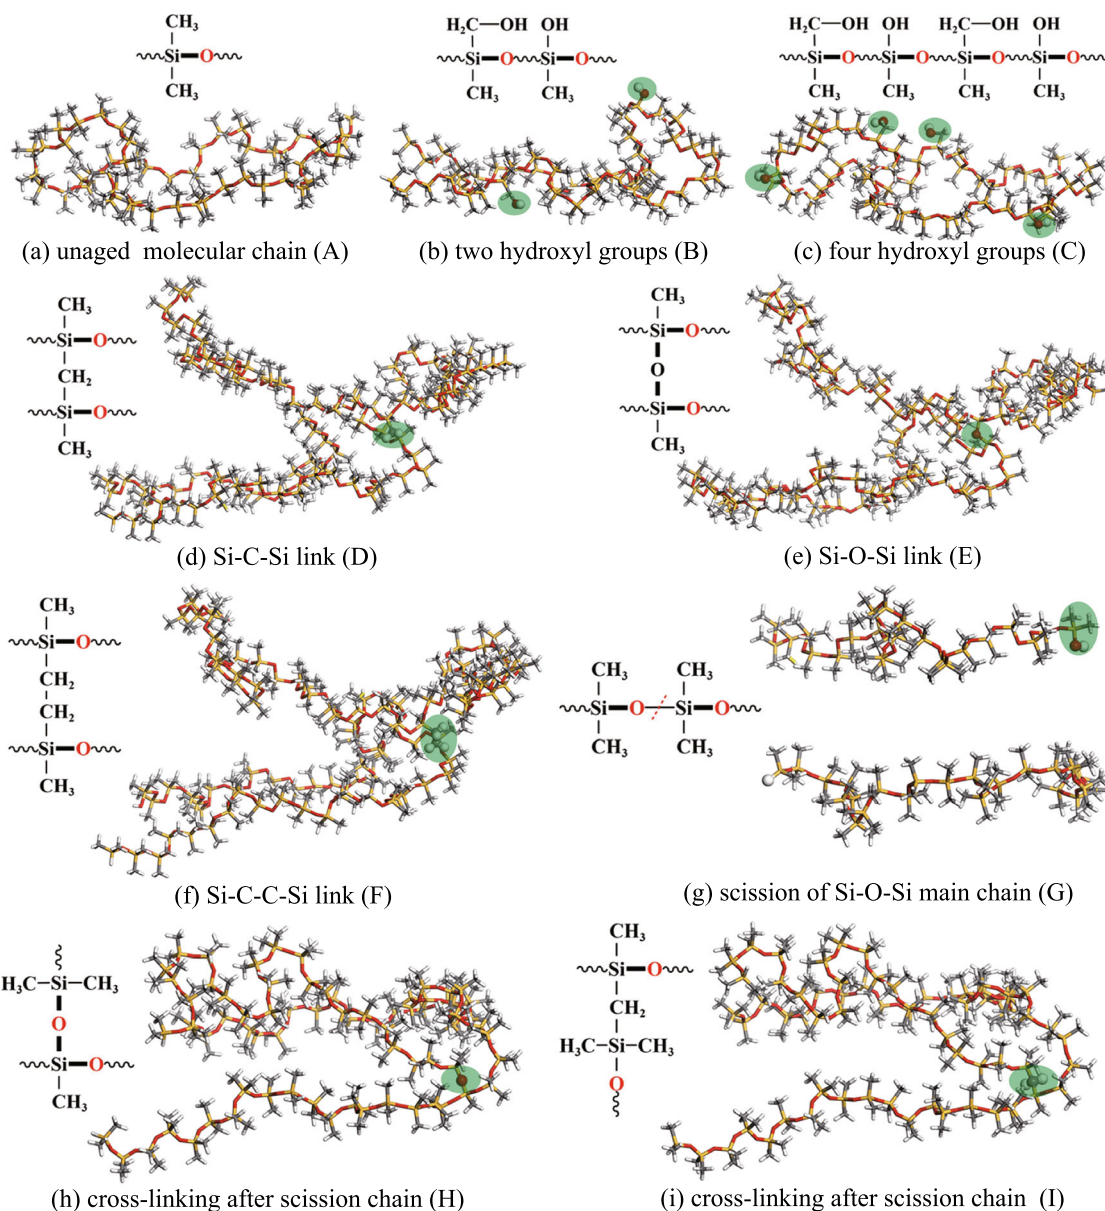 CH₃
Si O
CH₃
(a) unaged molecular chain (A)
H₂C—OH OH
Si O Si O
CH₃ CH₃
(b) two hydroxyl groups (B)
H₂C—OH OH H₂C—OH OH
Si O Si O Si O Si O
CH₃ CH₃ CH₃ CH₃
(c) four hydroxyl groups (C)
CH₃
Si O
CH₂
Si O
CH₃
(d) Si-C-Si link (D)
CH₃
Si O
O
Si O
CH₃
(e) Si-O-Si link (E)
CH₃
Si O
CH₂
CH₂
Si O
CH₃
(f) Si-C-C-Si link (F)
CH₃ CH₃
Si O Si O
CH₃ CH₃
(g) scission of Si-O-Si main chain (G)
H₃C—Si—CH₃
O
Si O
CH₃
(h) cross-linking after scission chain (H)
CH₃
Si O
CH₂
H₃C—Si—CH₃
O
(i) cross-linking after scission chain (I)